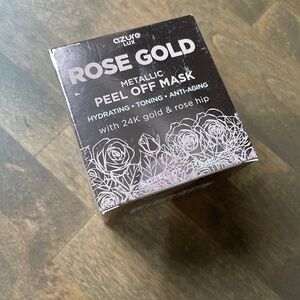 azure
LUX
ROSE GOLD
METALLIC
PEEL OFF MASK
HYDRATING • TONING • ANTI-AGING
with 24K gold & rose hip